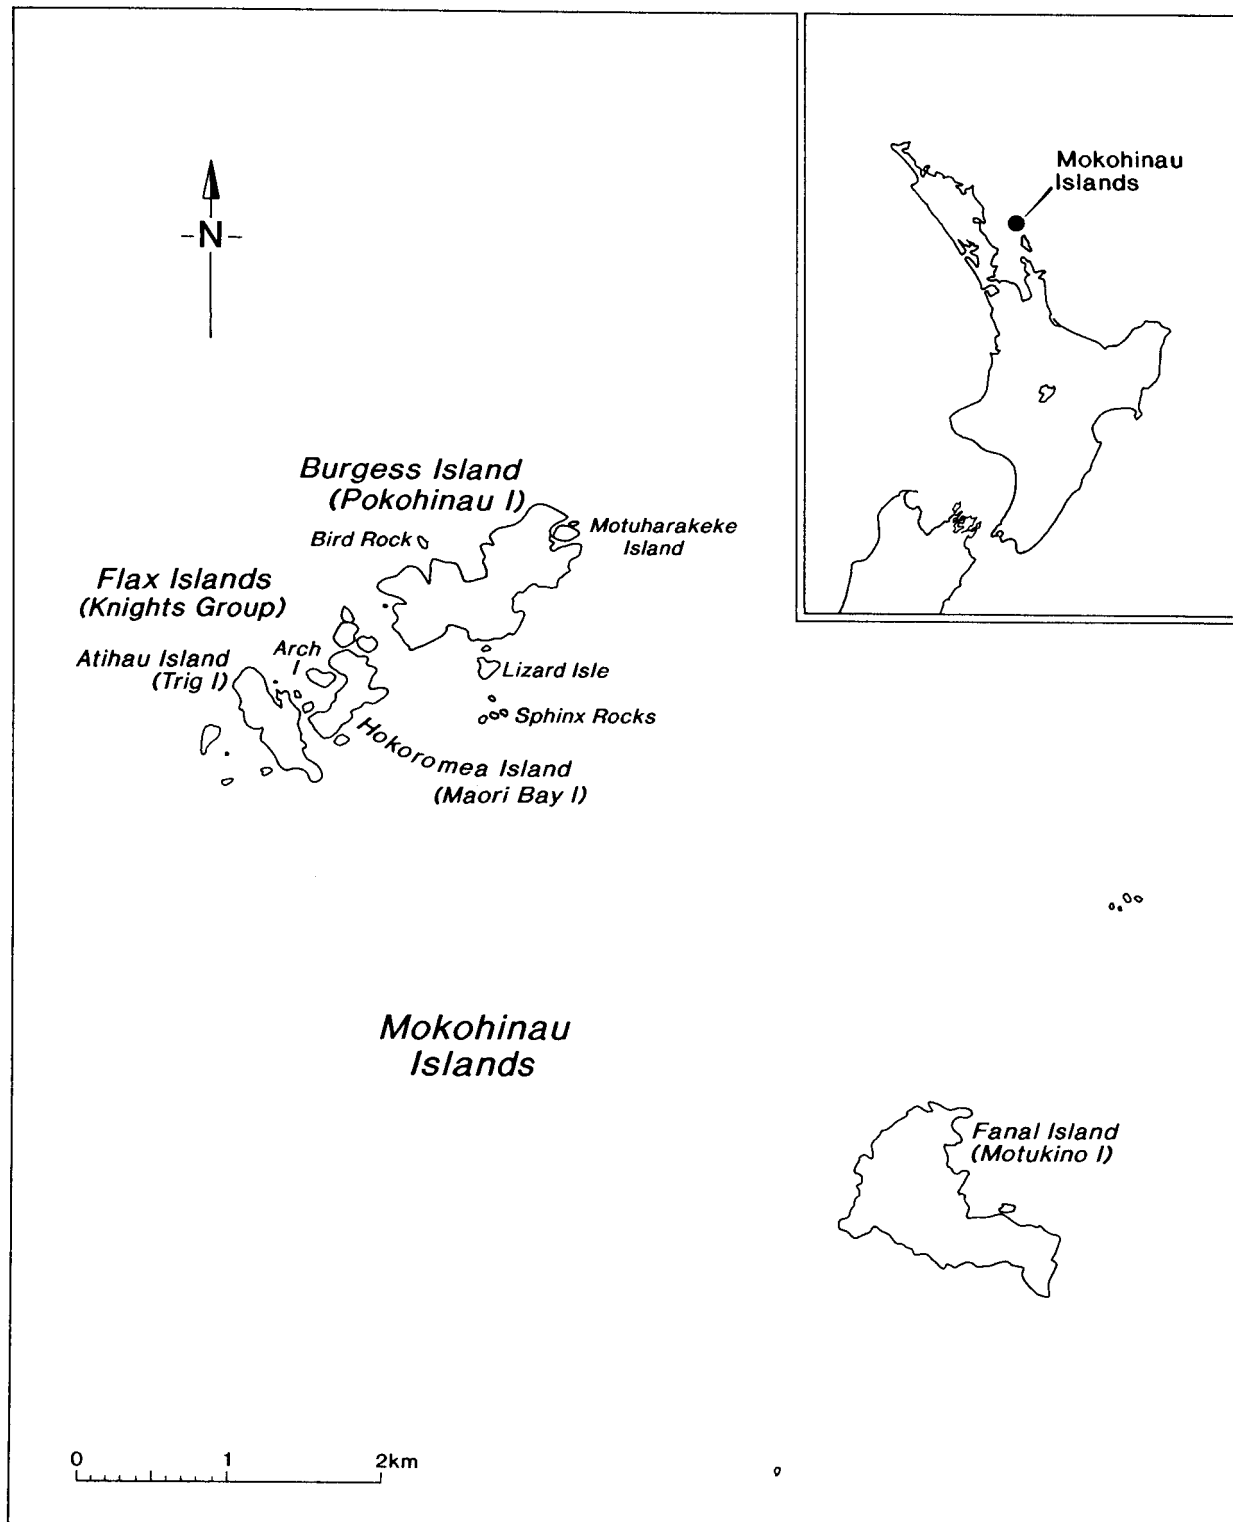 Mokohinau
Islands
-N-
Burgess Island
(Pokohinau I)
Bird Rock
Motuharakeke
Island
Flax Islands
(Knights Group)
Arch
I
Atihau Island
(Trig I)
Lizard Isle
Sphinx Rocks
Hokoromea Island
(Maori Bay I)
Mokohinau
Islands
Fanal Island
(Motukino I)
0 1 2km